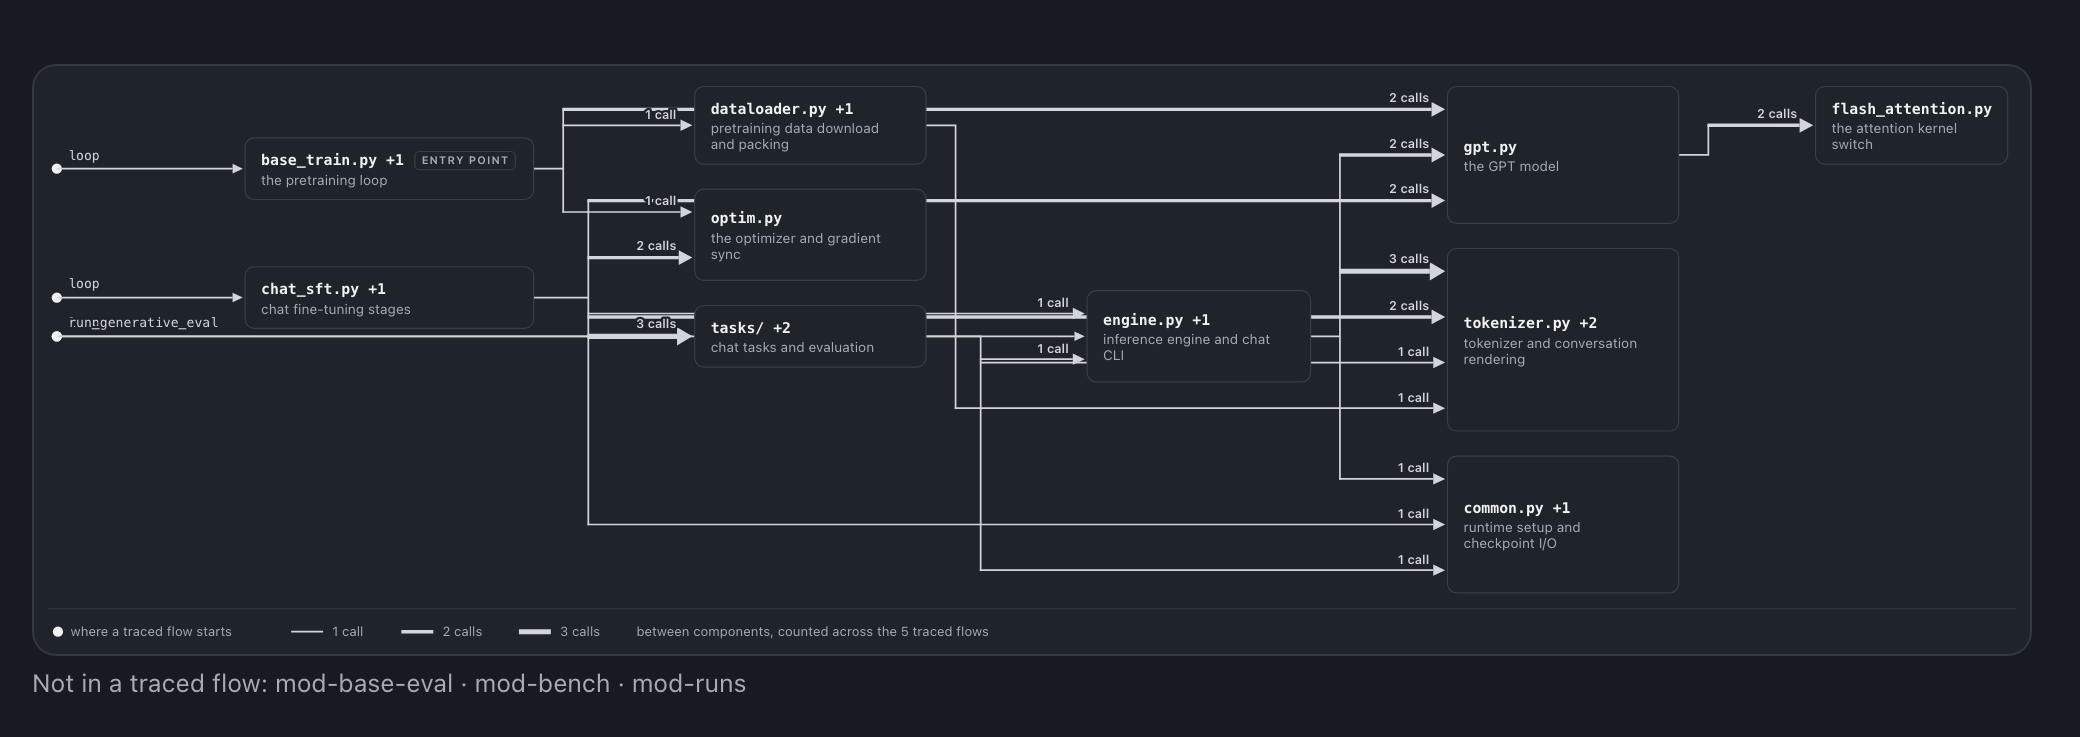 loop
base_train.py +1 ENTRY POINT
the pretraining loop
loop
chat_sft.py +1
chat fine-tuning stages
run_generative_eval
1 call
dataloader.py +1
pretraining data download
and packing
1 call
optim.py
the optimizer and gradient
sync
2 calls
3 calls
tasks/ +2
chat tasks and evaluation
1 call
1 call
engine.py +1
inference engine and chat
CLI
2 calls
2 calls
2 calls
gpt.py
the GPT model
2 calls
flash_attention.py
the attention kernel
switch
3 calls
2 calls
1 call
1 call
tokenizer.py +2
tokenizer and conversation
rendering
1 call
1 call
1 call
common.py +1
runtime setup and
checkpoint I/O
where a traced flow starts
1 call
2 calls
3 calls
between components, counted across the 5 traced flows
Not in a traced flow: mod-base-eval · mod-bench · mod-runs